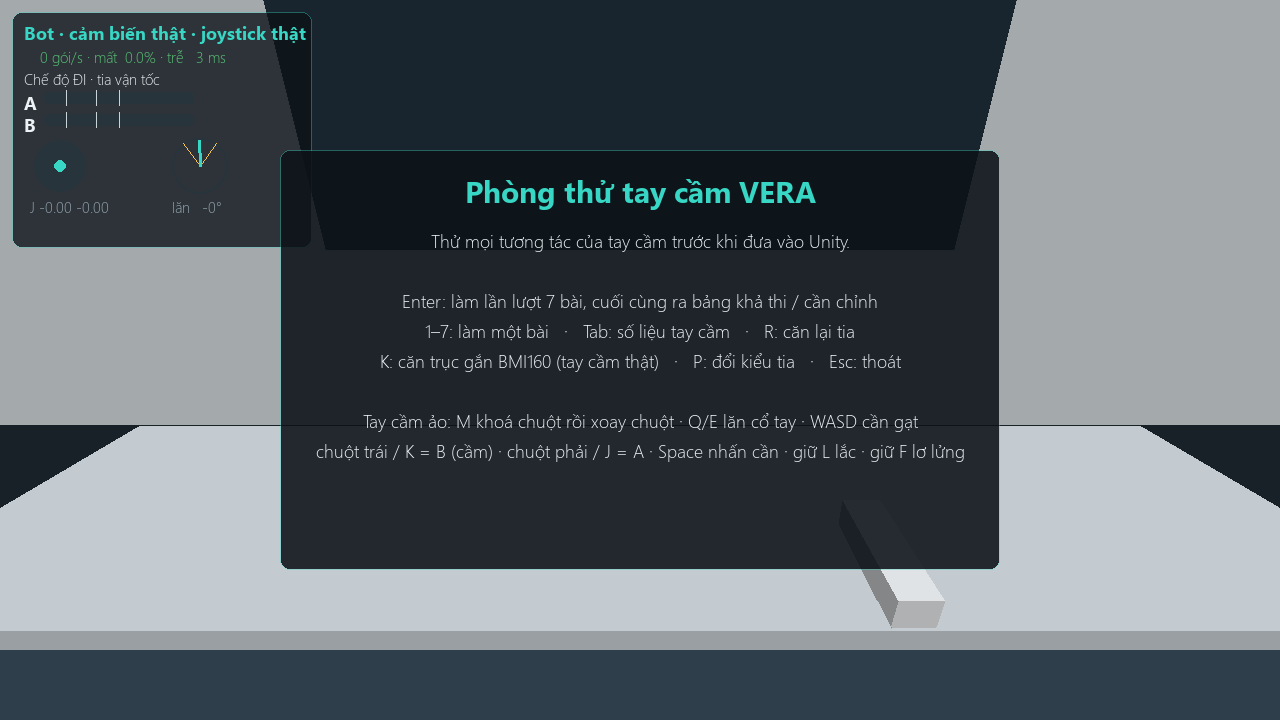 Bot · cảm biến thật · joystick thật
0 gói/s · mất 0.0% · trễ 3 ms
Chế độ ĐI · tia vận tốc
A
B
J -0.00 -0.00 lăn -0°
Phòng thử tay cầm VERA
Thử mọi tương tác của tay cầm trước khi đưa vào Unity.
Enter: làm lần lượt 7 bài, cuối cùng ra bảng khả thi / cần chỉnh
1–7: làm một bài · Tab: số liệu tay cầm · R: căn lại tia
K: căn trục gắn BMI160 (tay cầm thật) · P: đổi kiểu tia · Esc: thoát
Tay cầm ảo: M khoá chuột rồi xoay chuột · Q/E lăn cổ tay · WASD cần gạt
chuột trái / K = B (cầm) · chuột phải / J = A · Space nhấn cần · giữ L lắc · giữ F lơ lửng